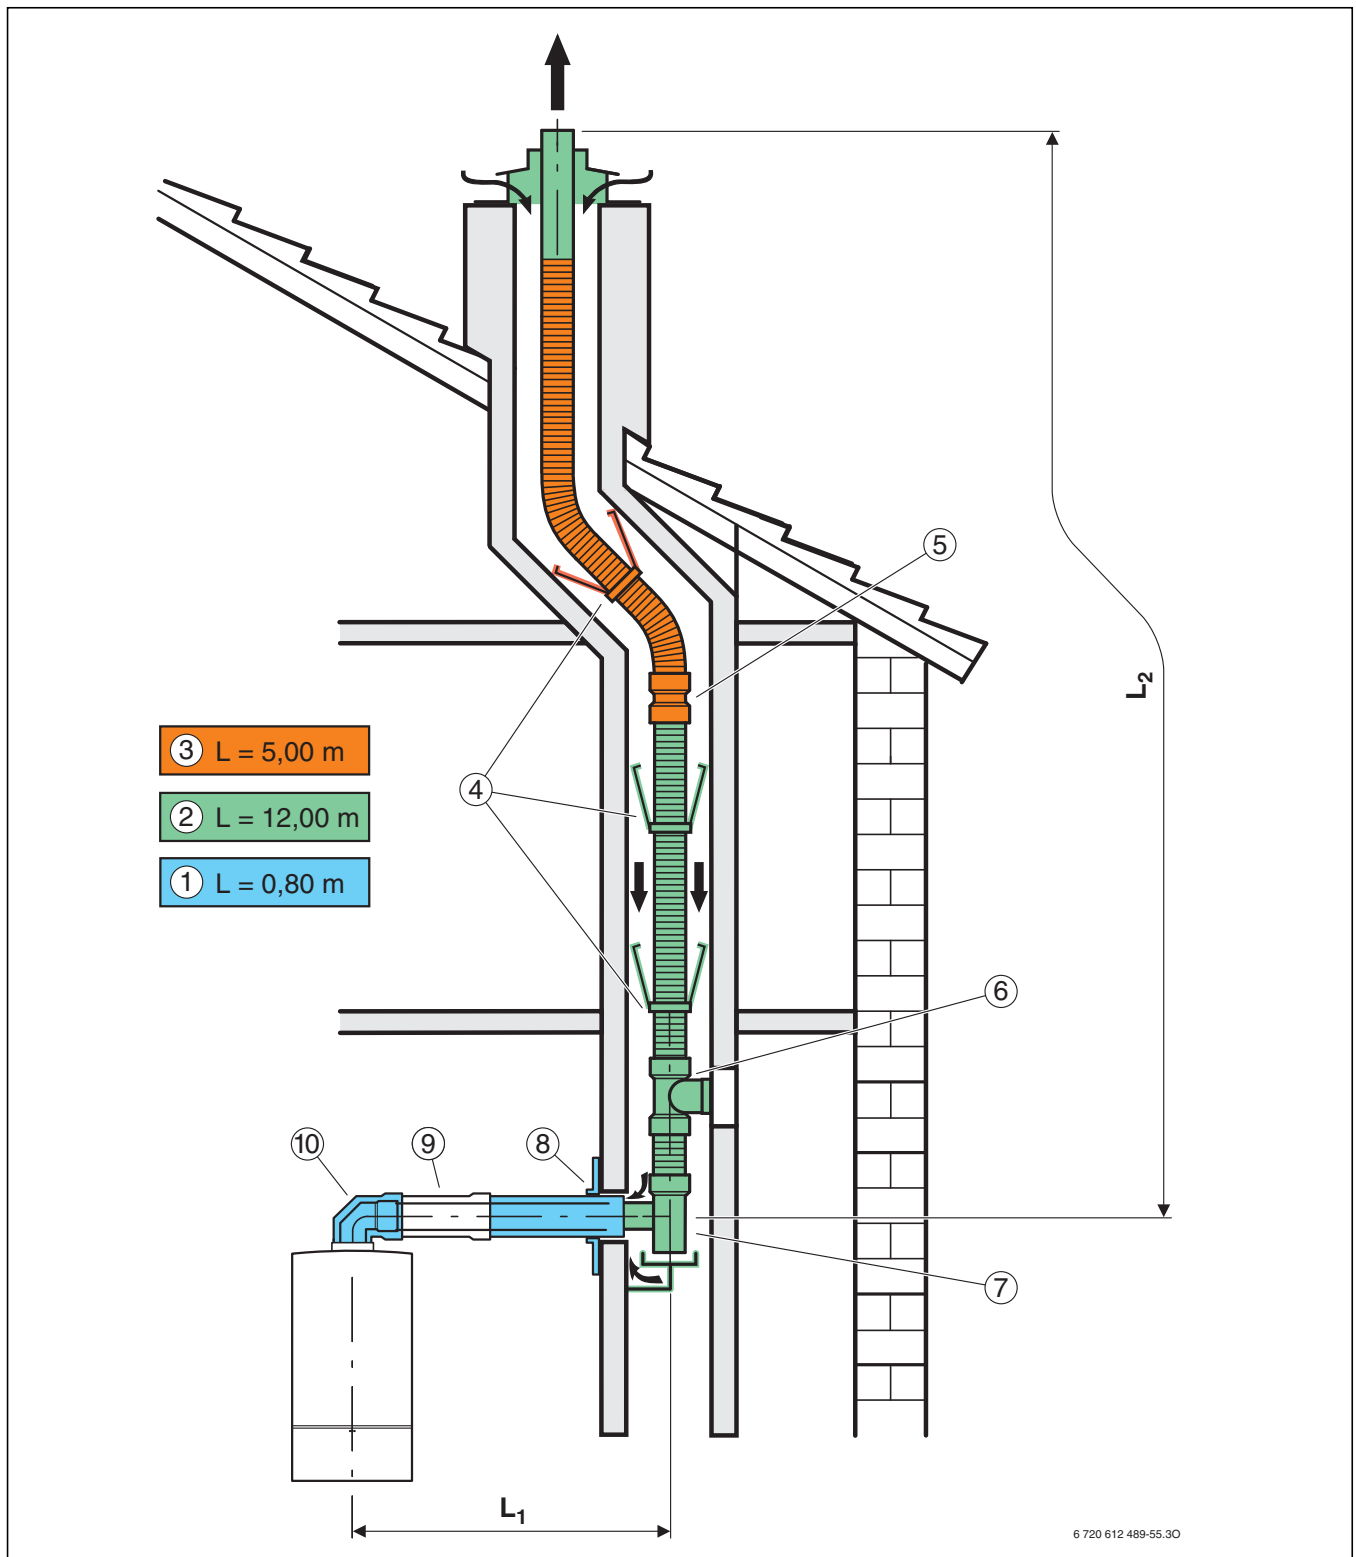 5
L₂
3 L = 5,00 m
4
2 L = 12,00 m
1 L = 0,80 m
6
10
9
8
7
L₁
6 720 612 489-55.3O